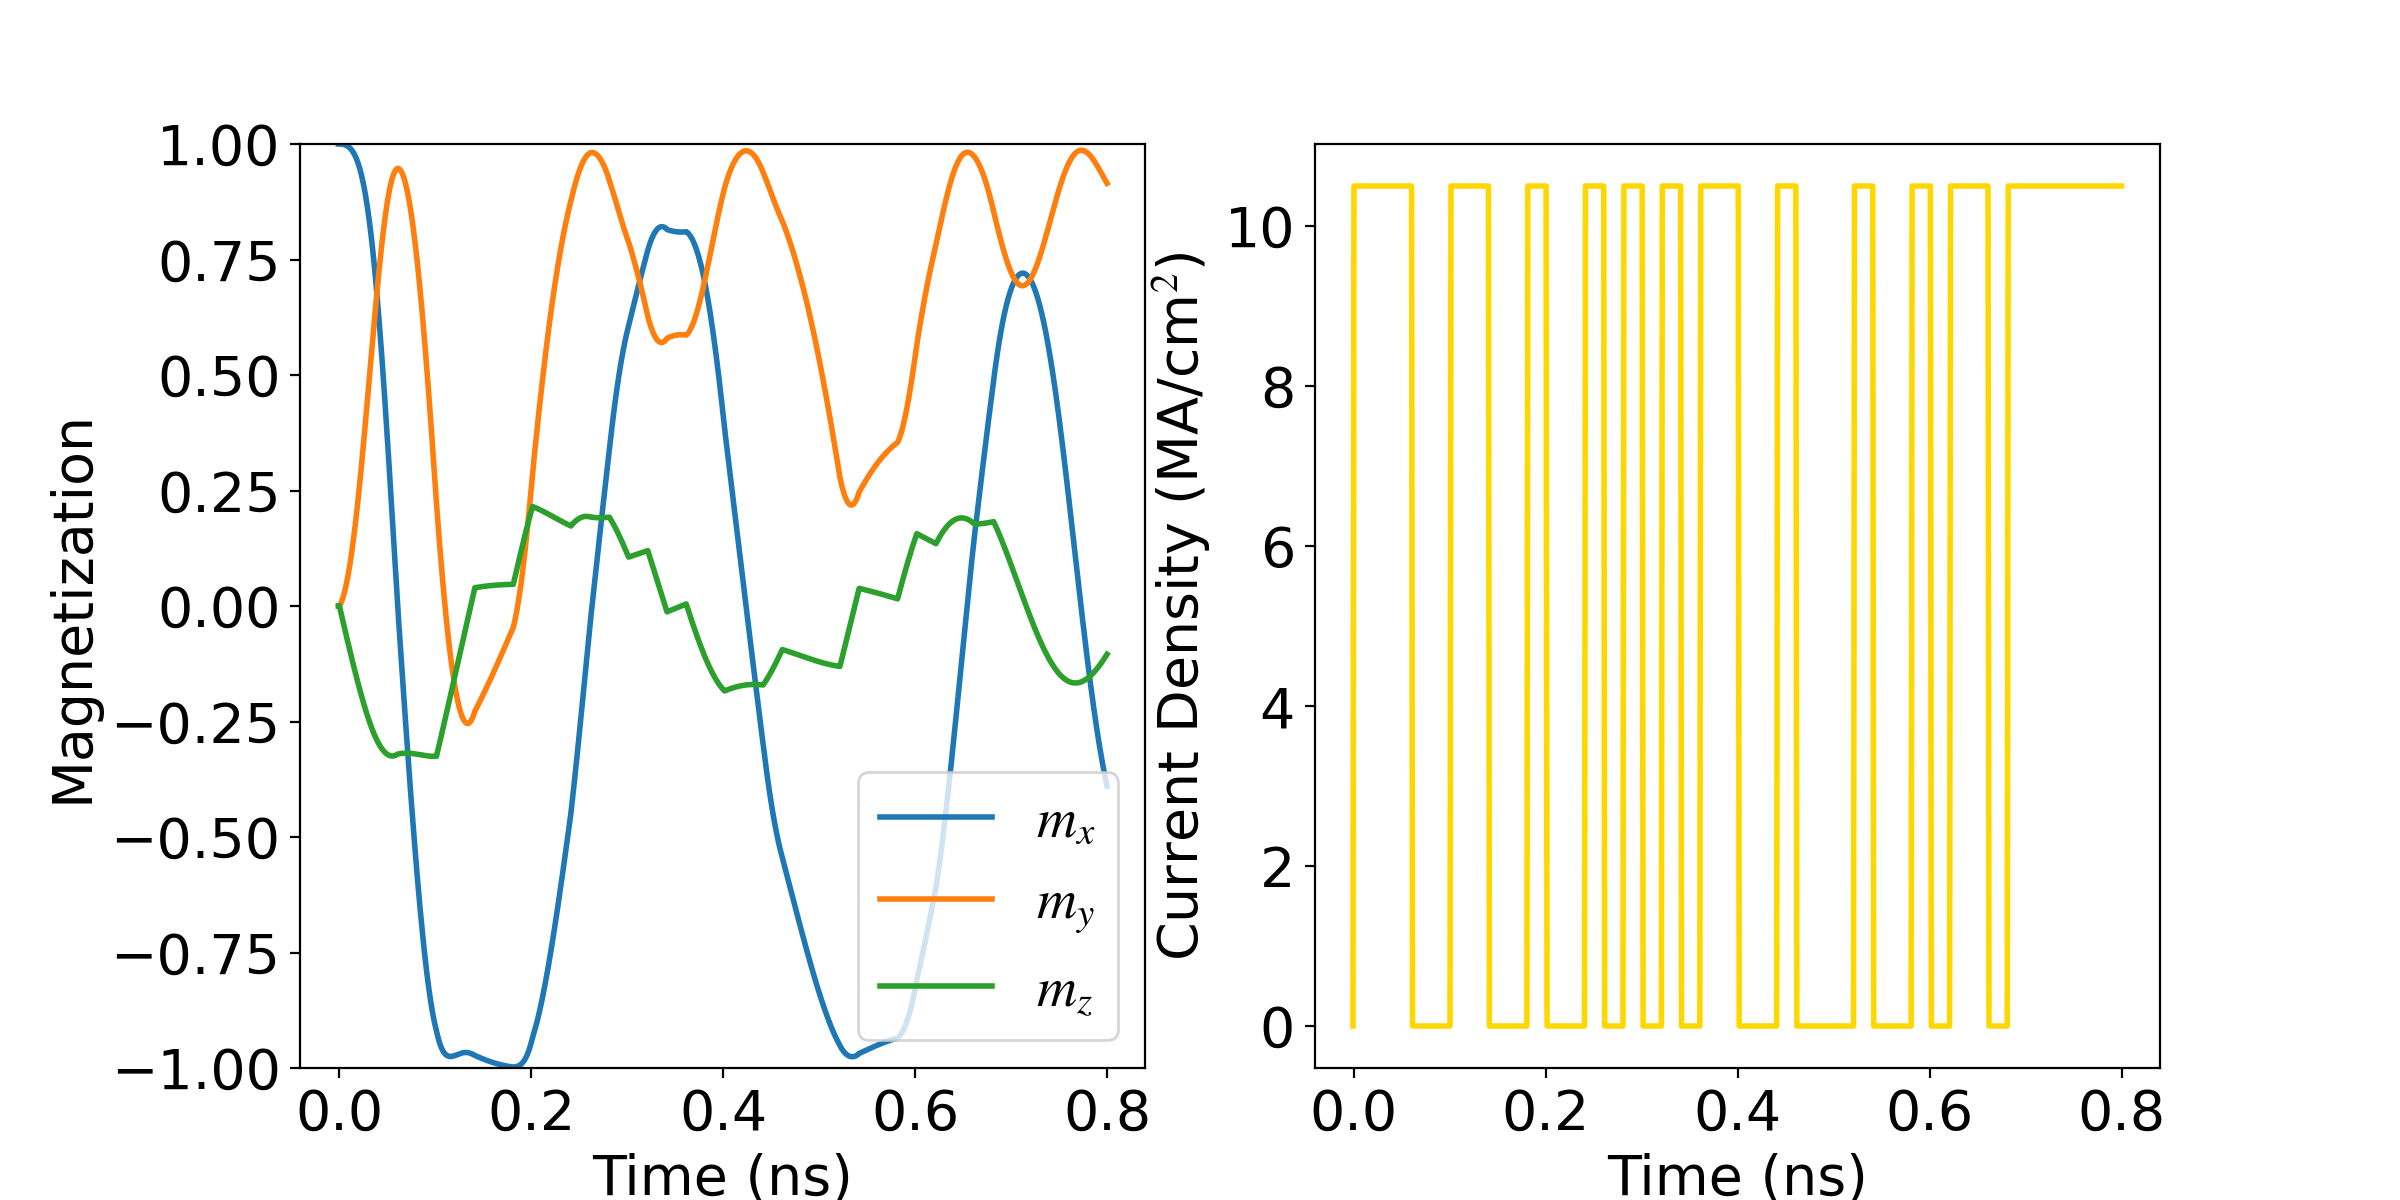 1.00
0.75
0.50
0.25
0.00
−0.25
−0.50
−0.75
−1.00
Magnetization
0.0 0.2 0.4 0.6 0.8
Time (ns)
m_x
m_y
m_z
10
8
6
4
2
0
Current Density (MA/cm²)
0.0 0.2 0.4 0.6 0.8
Time (ns)